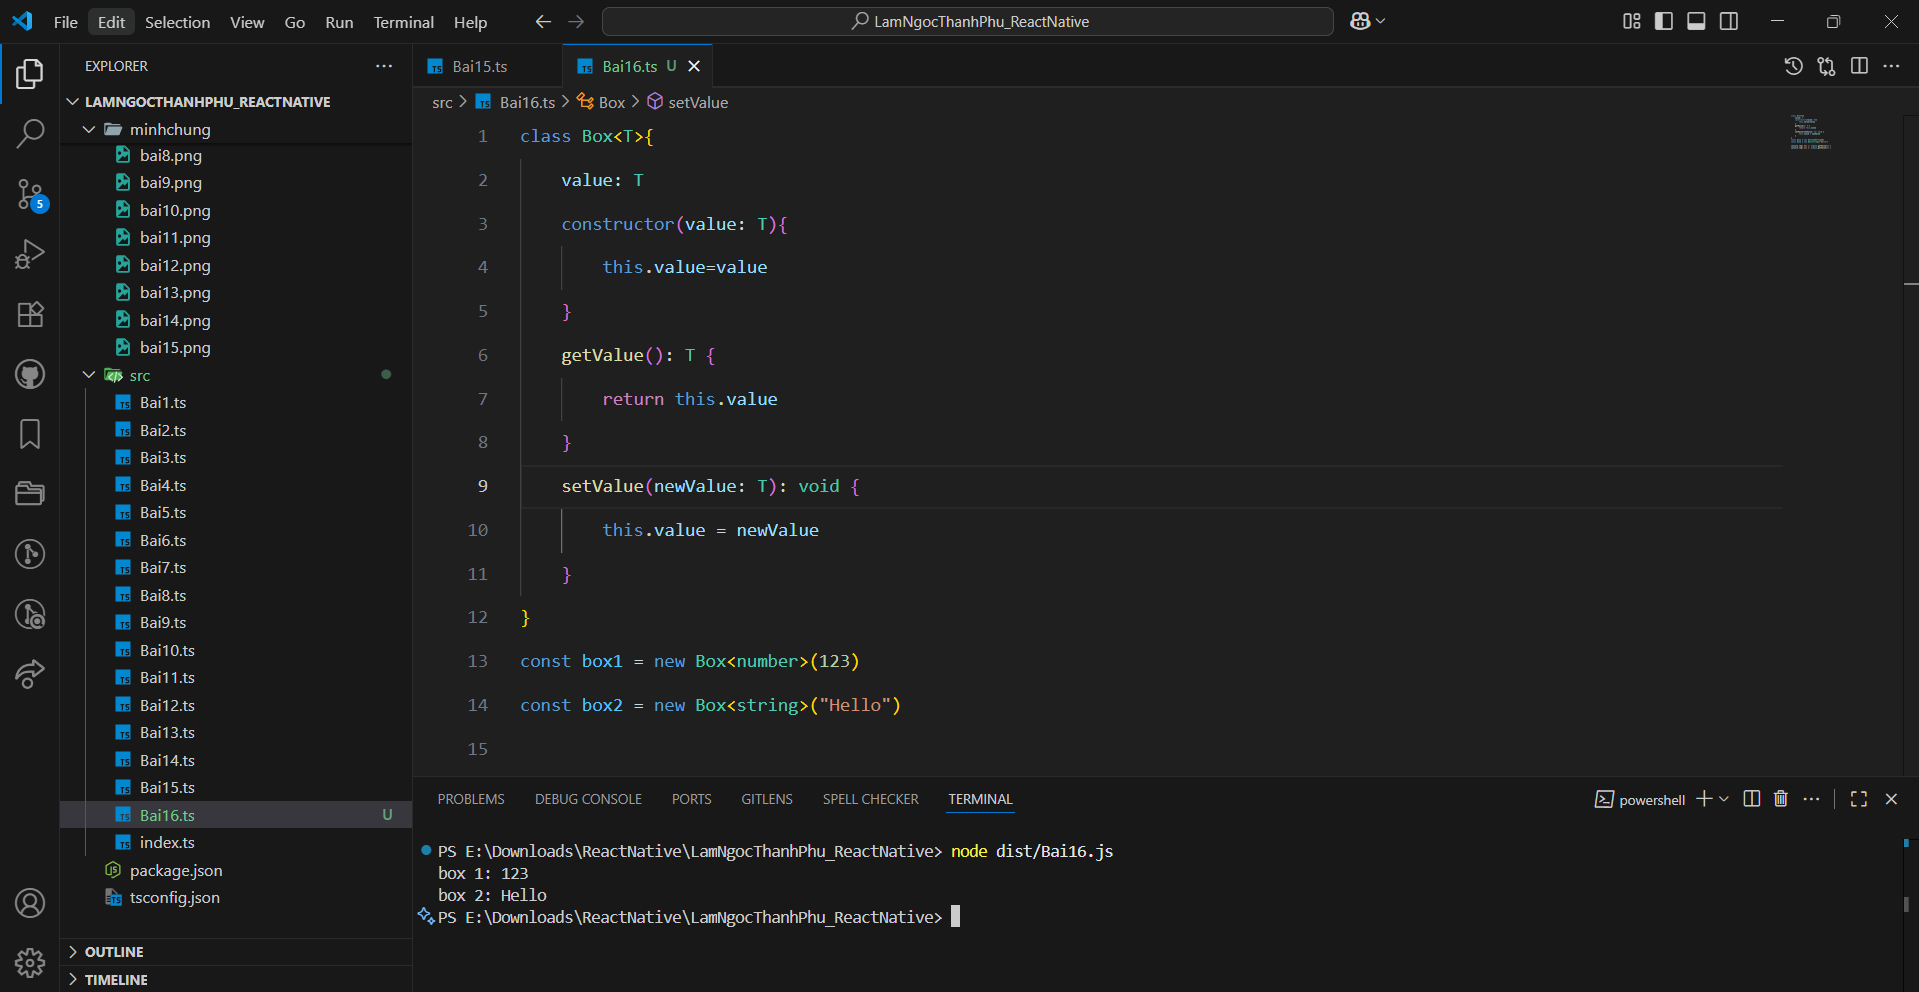 File Edit Selection View Go Run Terminal Help
LamNgocThanhPhu_ReactNative
EXPLORER
LAMNGOCTHANHPHU_REACTNATIVE
minhchung
bai8.png
bai9.png
bai10.png
bai11.png
bai12.png
bai13.png
bai14.png
bai15.png
src
Bai1.ts
Bai2.ts
Bai3.ts
Bai4.ts
Bai5.ts
Bai6.ts
Bai7.ts
Bai8.ts
Bai9.ts
Bai10.ts
Bai11.ts
Bai12.ts
Bai13.ts
Bai14.ts
Bai15.ts
Bai16.ts U
index.ts
package.json
tsconfig.json
OUTLINE
TIMELINE
5
Bai15.ts Bai16.ts U
src > Bai16.ts > Box > setValue
1 class Box<T>{
2 value: T
3 constructor(value: T){
4 this.value=value
5 }
6 getValue(): T {
7 return this.value
8 }
9 setValue(newValue: T): void {
10 this.value = newValue
11 }
12 }
13 const box1 = new Box<number>(123)
14 const box2 = new Box<string>("Hello")
15
PROBLEMS DEBUG CONSOLE PORTS GITLENS SPELL CHECKER TERMINAL
powershell
PS E:\Downloads\ReactNative\LamNgocThanhPhu_ReactNative> node dist/Bai16.js
box 1: 123
box 2: Hello
PS E:\Downloads\ReactNative\LamNgocThanhPhu_ReactNative>